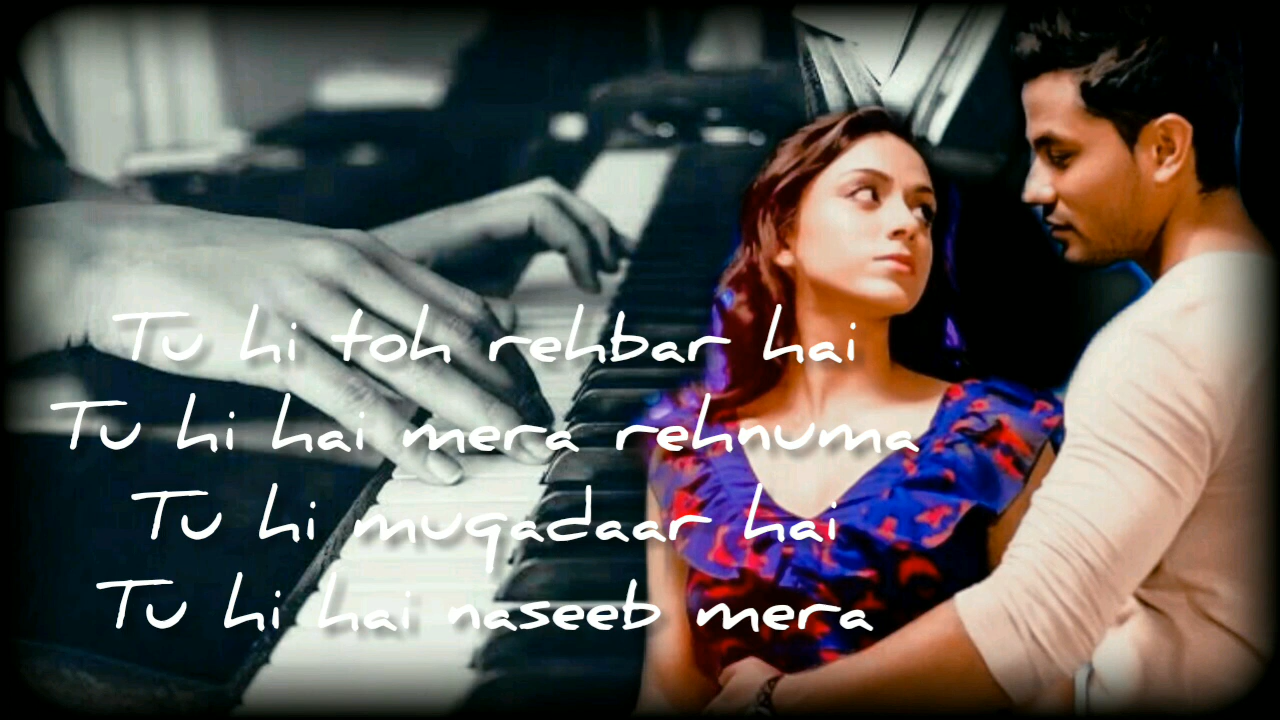 Tu hi toh rehbar hai
Tu hi hai mera rehnuma
Tu hi muqadaar hai
Tu hi hai naseeb mera